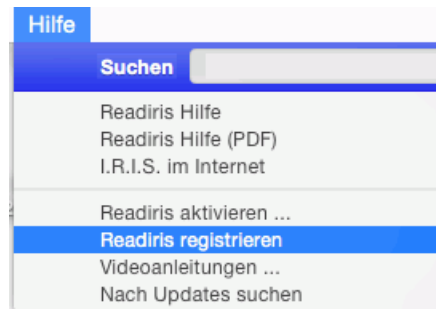 Hilfe
Suchen
Readiris Hilfe
Readiris Hilfe (PDF)
I.R.I.S. im Internet
Readiris aktivieren ...
Readiris registrieren
Videoanleitungen ...
Nach Updates suchen